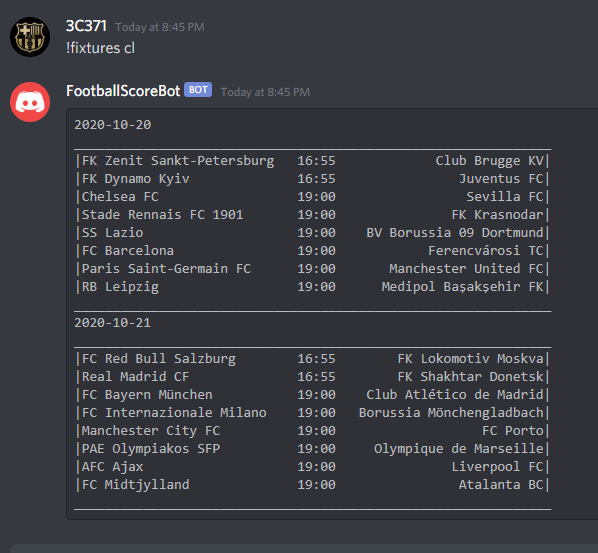 3C371 Today at 8:45 PM
!fixtures cl
FootballScoreBot BOT Today at 8:45 PM
2020-10-20
|FK Zenit Sankt-Petersburg 16:55 Club Brugge KV|
|FK Dynamo Kyiv 16:55 Juventus FC|
|Chelsea FC 19:00 Sevilla FC|
|Stade Rennais FC 1901 19:00 FK Krasnodar|
|SS Lazio 19:00 BV Borussia 09 Dortmund|
|FC Barcelona 19:00 Ferencvárosi TC|
|Paris Saint-Germain FC 19:00 Manchester United FC|
|RB Leipzig 19:00 Medipol Başakşehir FK|
2020-10-21
|FC Red Bull Salzburg 16:55 FK Lokomotiv Moskva|
|Real Madrid CF 16:55 FK Shakhtar Donetsk|
|FC Bayern München 19:00 Club Atlético de Madrid|
|FC Internazionale Milano 19:00 Borussia Mönchengladbach|
|Manchester City FC 19:00 FC Porto|
|PAE Olympiakos SFP 19:00 Olympique de Marseille|
|AFC Ajax 19:00 Liverpool FC|
|FC Midtjylland 19:00 Atalanta BC|